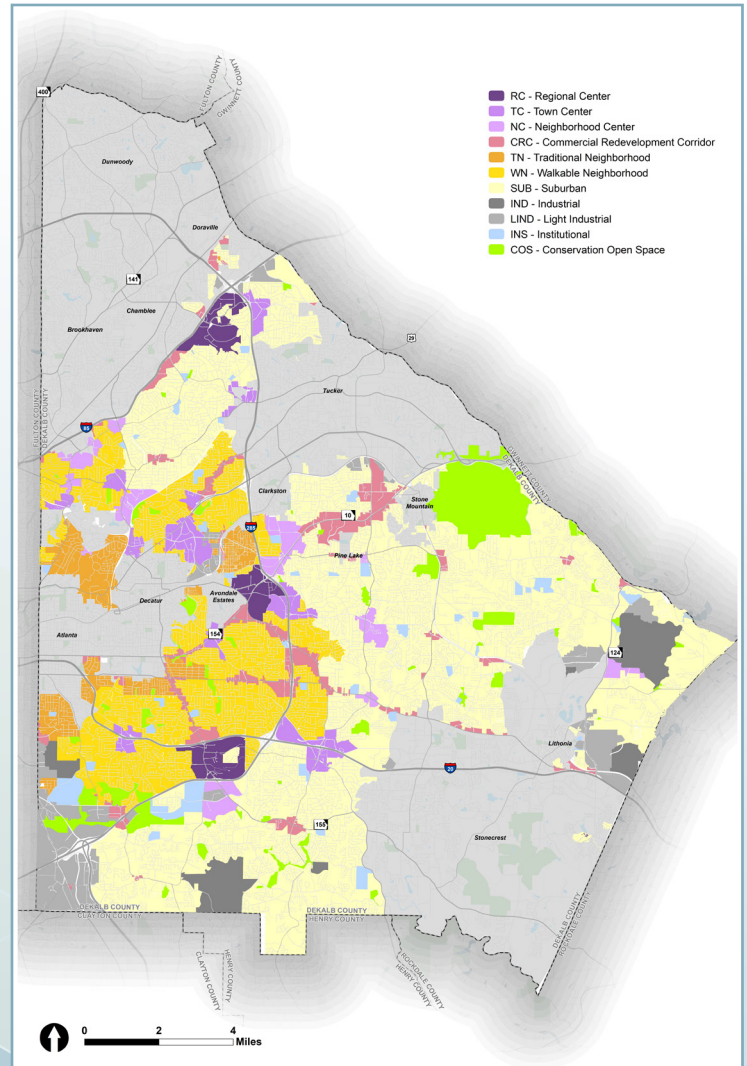 FULTON COUNTY
GWINNETT COUNTY
400
Dunwoody
RC - Regional Center
TC - Town Center
NC - Neighborhood Center
CRC - Commercial Redevelopment Corridor
TN - Traditional Neighborhood
WN - Walkable Neighborhood
SUB - Suburban
IND - Industrial
LIND - Light Industrial
INS - Institutional
COS - Conservation Open Space
Doraville
141
Chamblee
Brookhaven
29
Tucker
FULTON COUNTY
DEKALB COUNTY
85
GWINNETT COUNTY
DEKALB COUNTY
Clarkston
Stone
Mountain
10
285
Pine Lake
Avondale
Estates
Decatur
Atlanta
154
124
Lithonia
20
155
Stonecrest
DEKALB COUNTY
CLAYTON COUNTY
DEKALB COUNTY
HENRY COUNTY
DEKALB COUNTY
ROCKDALE COUNTY
HENRY COUNTY
CLAYTON COUNTY
ROCKDALE COUNTY
HENRY COUNTY
0 2 4
Miles